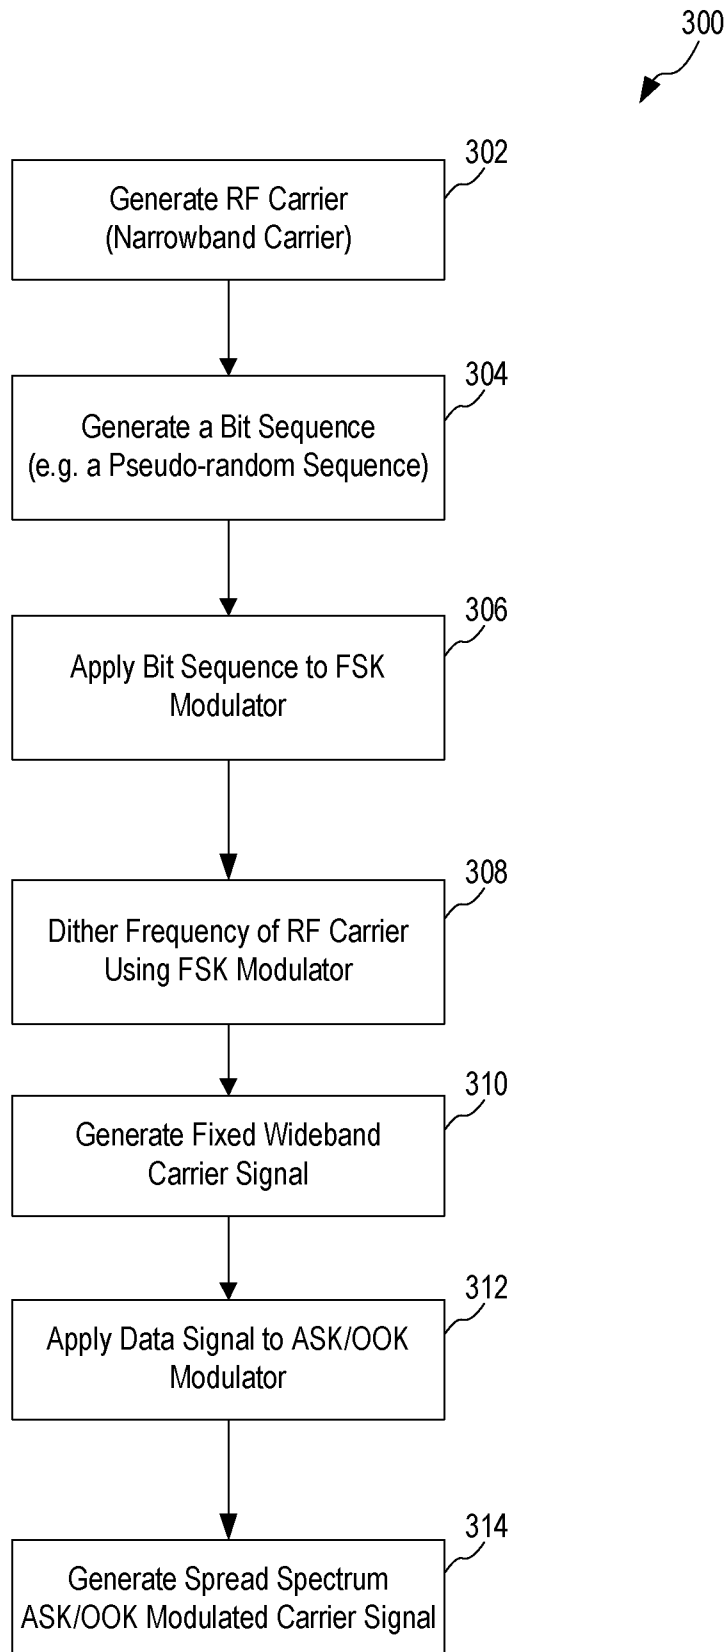 300
302
Generate RF Carrier
(Narrowband Carrier)
304
Generate a Bit Sequence
(e.g. a Pseudo-random Sequence)
306
Apply Bit Sequence to FSK
Modulator
308
Dither Frequency of RF Carrier
Using FSK Modulator
310
Generate Fixed Wideband
Carrier Signal
312
Apply Data Signal to ASK/OOK
Modulator
314
Generate Spread Spectrum
ASK/OOK Modulated Carrier Signal